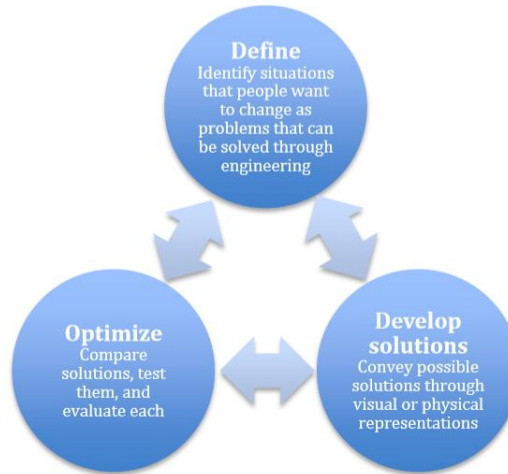 Define
Identify situations
that people want
to change as
problems that can
be solved through
engineering
Optimize
Compare
solutions, test
them, and
evaluate each
Develop
solutions
Convey possible
solutions through
visual or physical
representations